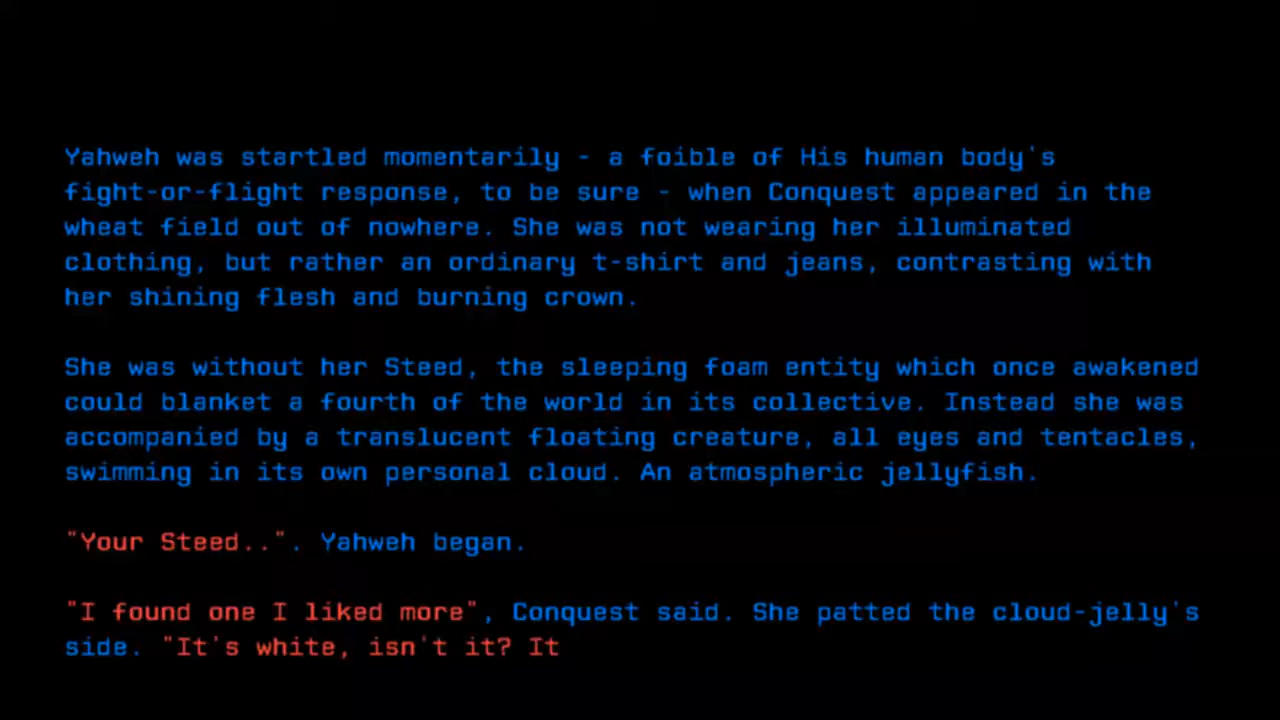 Yahweh was startled momentarily - a foible of His human body's
fight-or-flight response, to be sure - when Conquest appeared in the
wheat field out of nowhere. She was not wearing her illuminated
clothing, but rather an ordinary t-shirt and jeans, contrasting with
her shining flesh and burning crown.
She was without her Steed, the sleeping foam entity which once awakened
could blanket a fourth of the world in its collective. Instead she was
accompanied by a translucent floating creature, all eyes and tentacles,
swimming in its own personal cloud. An atmospheric jellyfish.
"Your Steed..". Yahweh began.
"I found one I liked more", Conquest said. She patted the cloud-jelly's
side. "It's white, isn't it? It